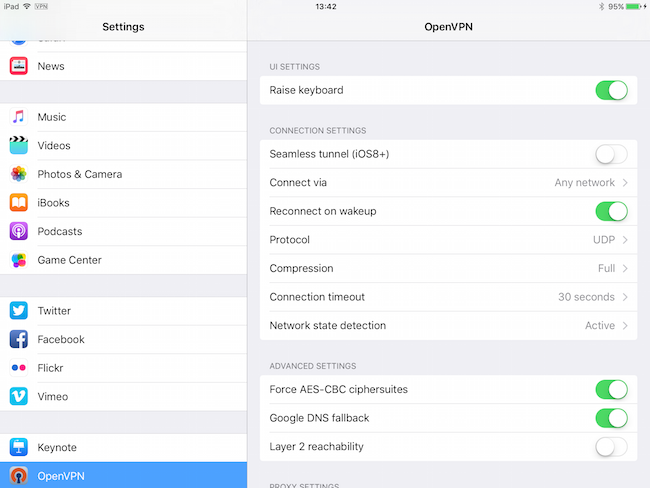 iPad VPN 13:42 95%
Settings
OpenVPN
News
Music
Videos
Photos & Camera
iBooks
Podcasts
Game Center
Twitter
Facebook
Flickr
Vimeo
Keynote
OpenVPN
UI SETTINGS
Raise keyboard
CONNECTION SETTINGS
Seamless tunnel (iOS8+)
Connect via Any network
Reconnect on wakeup
Protocol UDP
Compression Full
Connection timeout 30 seconds
Network state detection Active
ADVANCED SETTINGS
Force AES-CBC ciphersuites
Google DNS fallback
Layer 2 reachability
PROXY SETTINGS